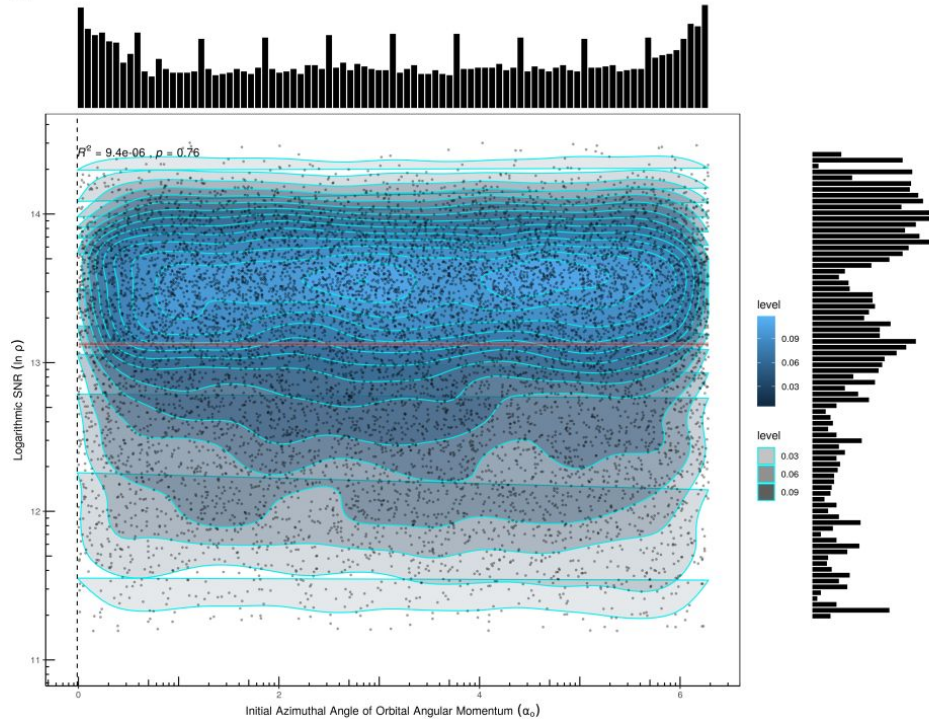 R² = 9.4e-06 , p = 0.76
14
13
12
11
Logarithmic SNR (ln ρ)
0
2
4
6
Initial Azimuthal Angle of Orbital Angular Momentum (αₒ)
level
0.09
0.06
0.03
level
0.03
0.06
0.09